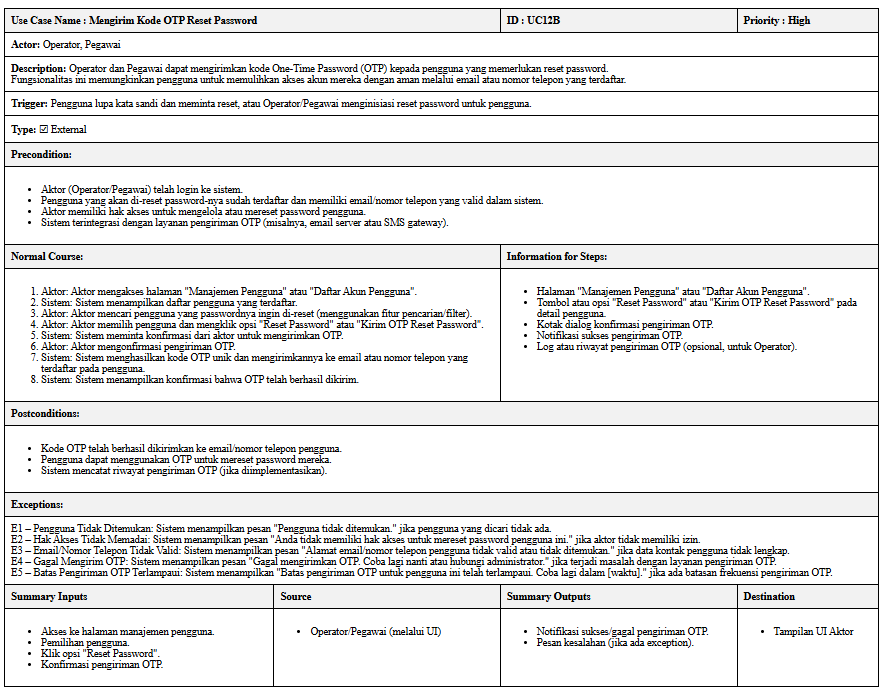 Use Case Name : Mengirim Kode OTP Reset Password
ID : UC12B
Priority : High
Actor: Operator, Pegawai
Description: Operator dan Pegawai dapat mengirimkan kode One-Time Password (OTP) kepada pengguna yang memerlukan reset password.
Fungsionalitas ini memungkinkan pengguna untuk memulihkan akses akun mereka dengan aman melalui email atau nomor telepon yang terdaftar.
Trigger: Pengguna lupa kata sandi dan meminta reset, atau Operator/Pegawai menginisiasi reset password untuk pengguna.
Type: ☑ External
Precondition:
• Aktor (Operator/Pegawai) telah login ke sistem.
• Pengguna yang akan di-reset password-nya sudah terdaftar dan memiliki email/nomor telepon yang valid dalam sistem.
• Aktor memiliki hak akses untuk mengelola atau mereset password pengguna.
• Sistem terintegrasi dengan layanan pengiriman OTP (misalnya, email server atau SMS gateway).
Normal Course:
1. Aktor: Aktor mengakses halaman "Manajemen Pengguna" atau "Daftar Akun Pengguna".
2. Sistem: Sistem menampilkan daftar pengguna yang terdaftar.
3. Aktor: Aktor mencari pengguna yang passwordnya ingin di-reset (menggunakan fitur pencarian/filter).
4. Aktor: Aktor memilih pengguna dan mengklik opsi "Reset Password" atau "Kirim OTP Reset Password".
5. Sistem: Sistem meminta konfirmasi dari aktor untuk mengirimkan OTP.
6. Aktor: Aktor mengonfirmasi pengiriman OTP.
7. Sistem: Sistem menghasilkan kode OTP unik dan mengirimkannya ke email atau nomor telepon yang
terdaftar pada pengguna.
8. Sistem: Sistem menampilkan konfirmasi bahwa OTP telah berhasil dikirim.
Information for Steps:
• Halaman "Manajemen Pengguna" atau "Daftar Akun Pengguna".
• Tombol atau opsi "Reset Password" atau "Kirim OTP Reset Password" pada
detail pengguna.
• Kotak dialog konfirmasi pengiriman OTP.
• Notifikasi sukses pengiriman OTP.
• Log atau riwayat pengiriman OTP (opsional, untuk Operator).
Postconditions:
• Kode OTP telah berhasil dikirimkan ke email/nomor telepon pengguna.
• Pengguna dapat menggunakan OTP untuk mereset password mereka.
• Sistem mencatat riwayat pengiriman OTP (jika diimplementasikan).
Exceptions:
E1 – Pengguna Tidak Ditemukan: Sistem menampilkan pesan "Pengguna tidak ditemukan." jika pengguna yang dicari tidak ada.
E2 – Hak Akses Tidak Memadai: Sistem menampilkan pesan "Anda tidak memiliki hak akses untuk mereset password pengguna ini." jika aktor tidak memiliki izin.
E3 – Email/Nomor Telepon Tidak Valid: Sistem menampilkan pesan "Alamat email/nomor telepon pengguna tidak valid atau tidak ditemukan." jika data kontak pengguna tidak lengkap.
E4 – Gagal Mengirim OTP: Sistem menampilkan pesan "Gagal mengirimkan OTP. Coba lagi nanti atau hubungi administrator." jika terjadi masalah dengan layanan pengiriman OTP.
E5 – Batas Pengiriman OTP Terlampaui: Sistem menampilkan "Batas pengiriman OTP untuk pengguna ini telah terlampaui. Coba lagi dalam [waktu]." jika ada batasan frekuensi pengiriman OTP.
Summary Inputs
Source
Summary Outputs
Destination
• Akses ke halaman manajemen pengguna.
• Pemilihan pengguna.
• Klik opsi "Reset Password".
• Konfirmasi pengiriman OTP.
• Operator/Pegawai (melalui UI)
• Notifikasi sukses/gagal pengiriman OTP.
• Pesan kesalahan (jika ada exception).
• Tampilan UI Aktor